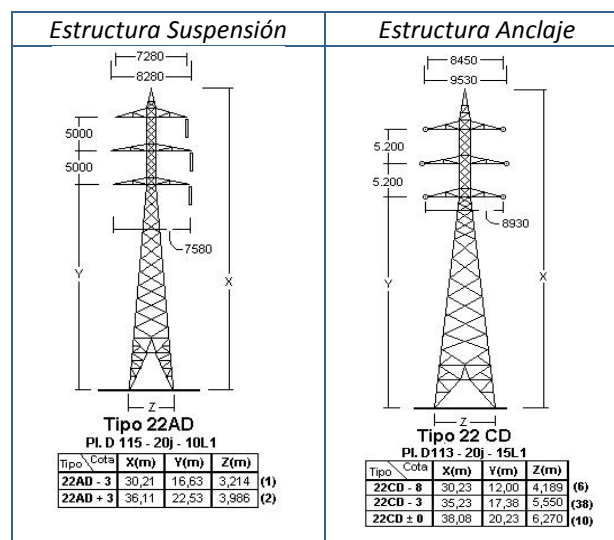 Estructura Suspensión
Estructura Anclaje
7280
8280
5000
5000
7580
Y
X
Z
Tipo 22AD
Pl. D 115 - 20j - 10L1
Tipo Cota X(m) Y(m) Z(m)
22AD - 3 30,21 16,63 3,214 (1)
22AD + 3 36,11 22,53 3,986 (2)
8450
9530
5.200
5.200
8930
Y
X
Z
Tipo 22 CD
Pl. D113 - 20j - 15L1
Tipo Cota X(m) Y(m) Z(m)
22CD - 8 30,23 12,00 4,189 (6)
22CD - 3 35,23 17,38 5,550 (38)
22CD ± 0 38,08 20,23 6,270 (10)